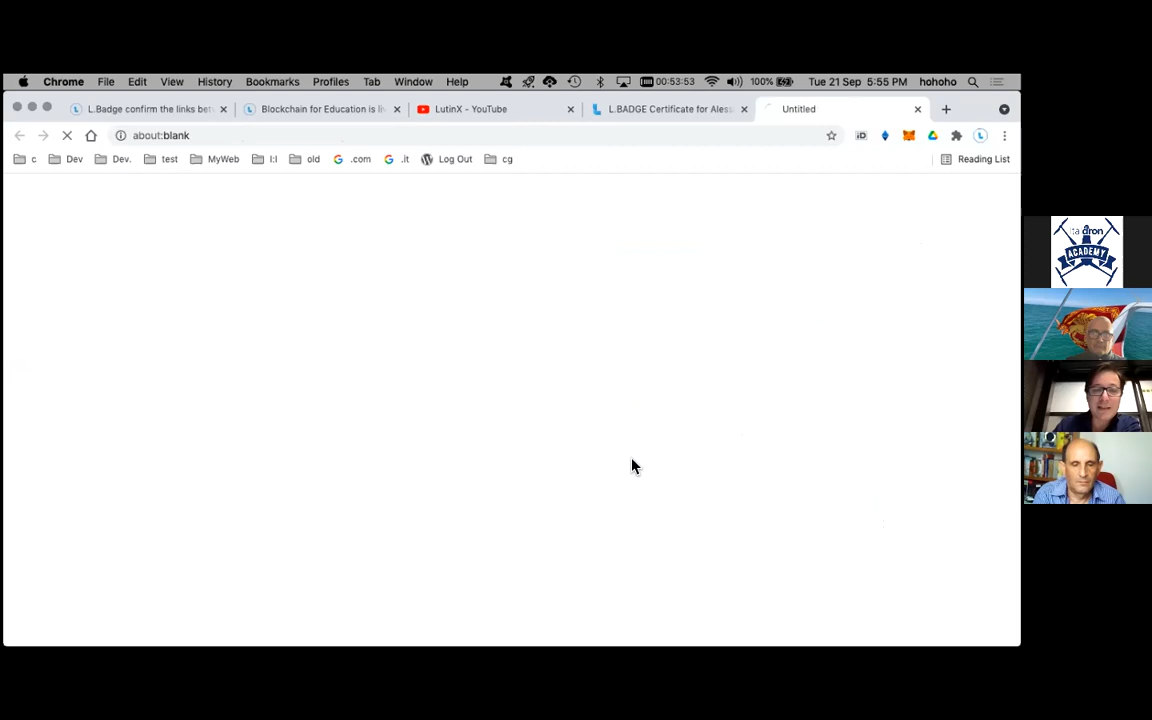 Chrome File Edit View History Bookmarks Profiles Tab Window Help 00:53:53 100% Tue 21 Sep 5:55 PM hohoho
L.Badge confirm the links bet Blockchain for Education is li LutinX - YouTube L.BADGE Certificate for Ales Untitled
about:blank
c Dev Dev. test MyWeb I:I old .com .it Log Out cg Reading List
ita dron
ACADEMY